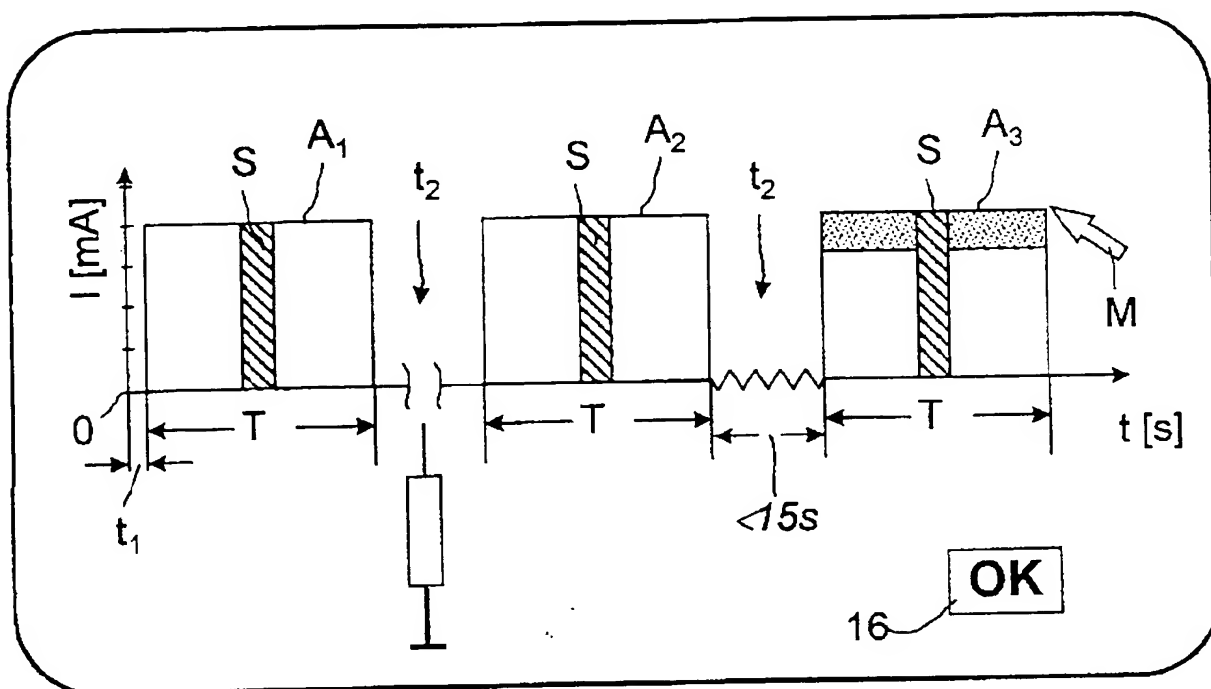 S A₁ t₂ S A₂ t₂ S A₃
I [mA]
M
0 T T T t [s]
t₁ <15s
OK
16